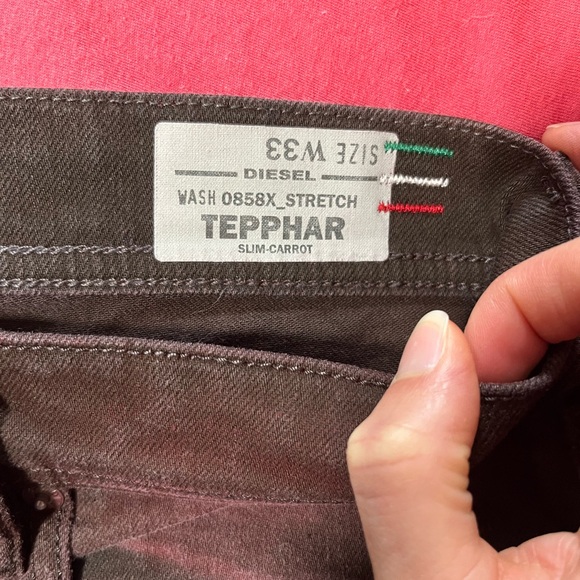 SIZE W33
DIESEL
WASH 0858X_STRETCH
TEPPHAR
SLIM-CARROT